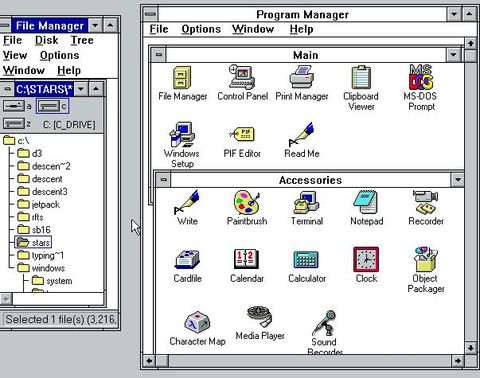 File Manager
File Disk Tree
View Options
Window Help
C:\STARS\*
a c
z C: [C_DRIVE]
c:\
d3
descen~2
descent
descent3
jetpack
rfts
sb16
stars
typing~1
windows
system
Selected 1 file(s) (3,216,
Program Manager
File Options Window Help
Main
File Manager Control Panel Print Manager Clipboard Viewer MS-DOS Prompt
Windows Setup PIF Editor Read Me
Accessories
Write Paintbrush Terminal Notepad Recorder
Cardfile Calendar Calculator Clock Object Packager
Character Map Media Player Sound Recorder